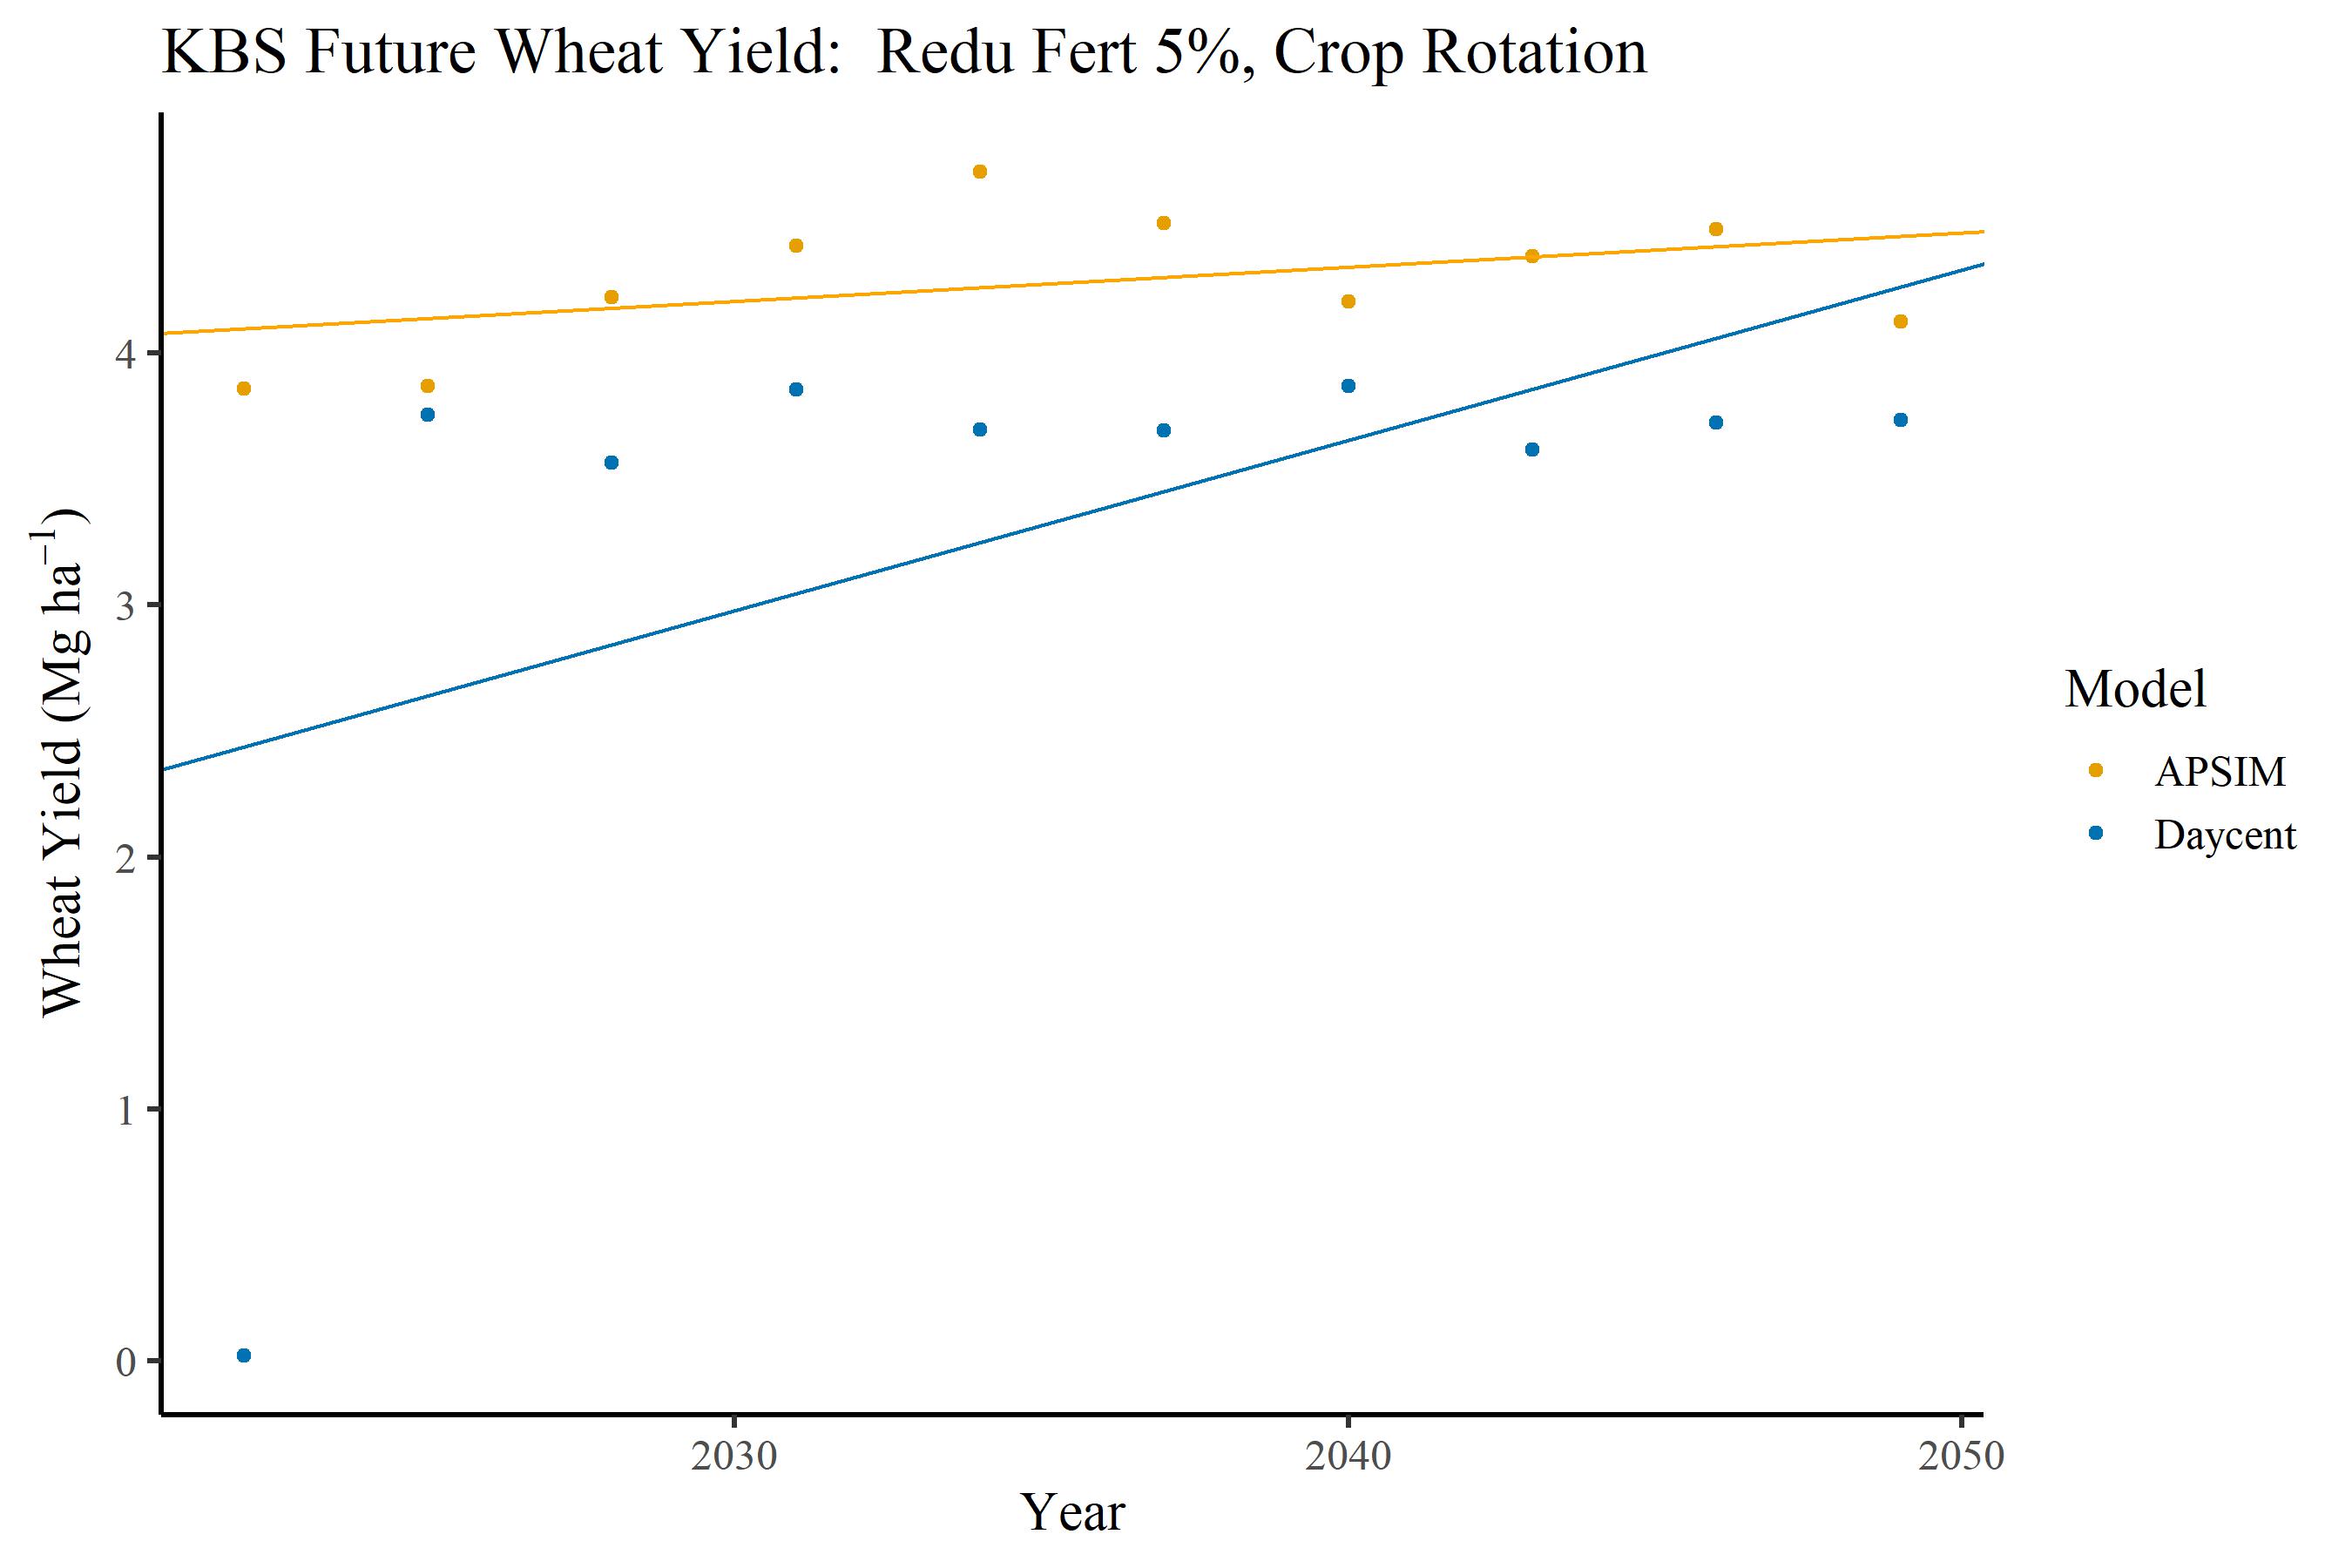 KBS Future Wheat Yield:  Redu Fert 5%, Crop Rotation
Wheat Yield (Mg ha⁻¹)
4
3
2
1
0
2030
2040
2050
Year
Model
APSIM
Daycent